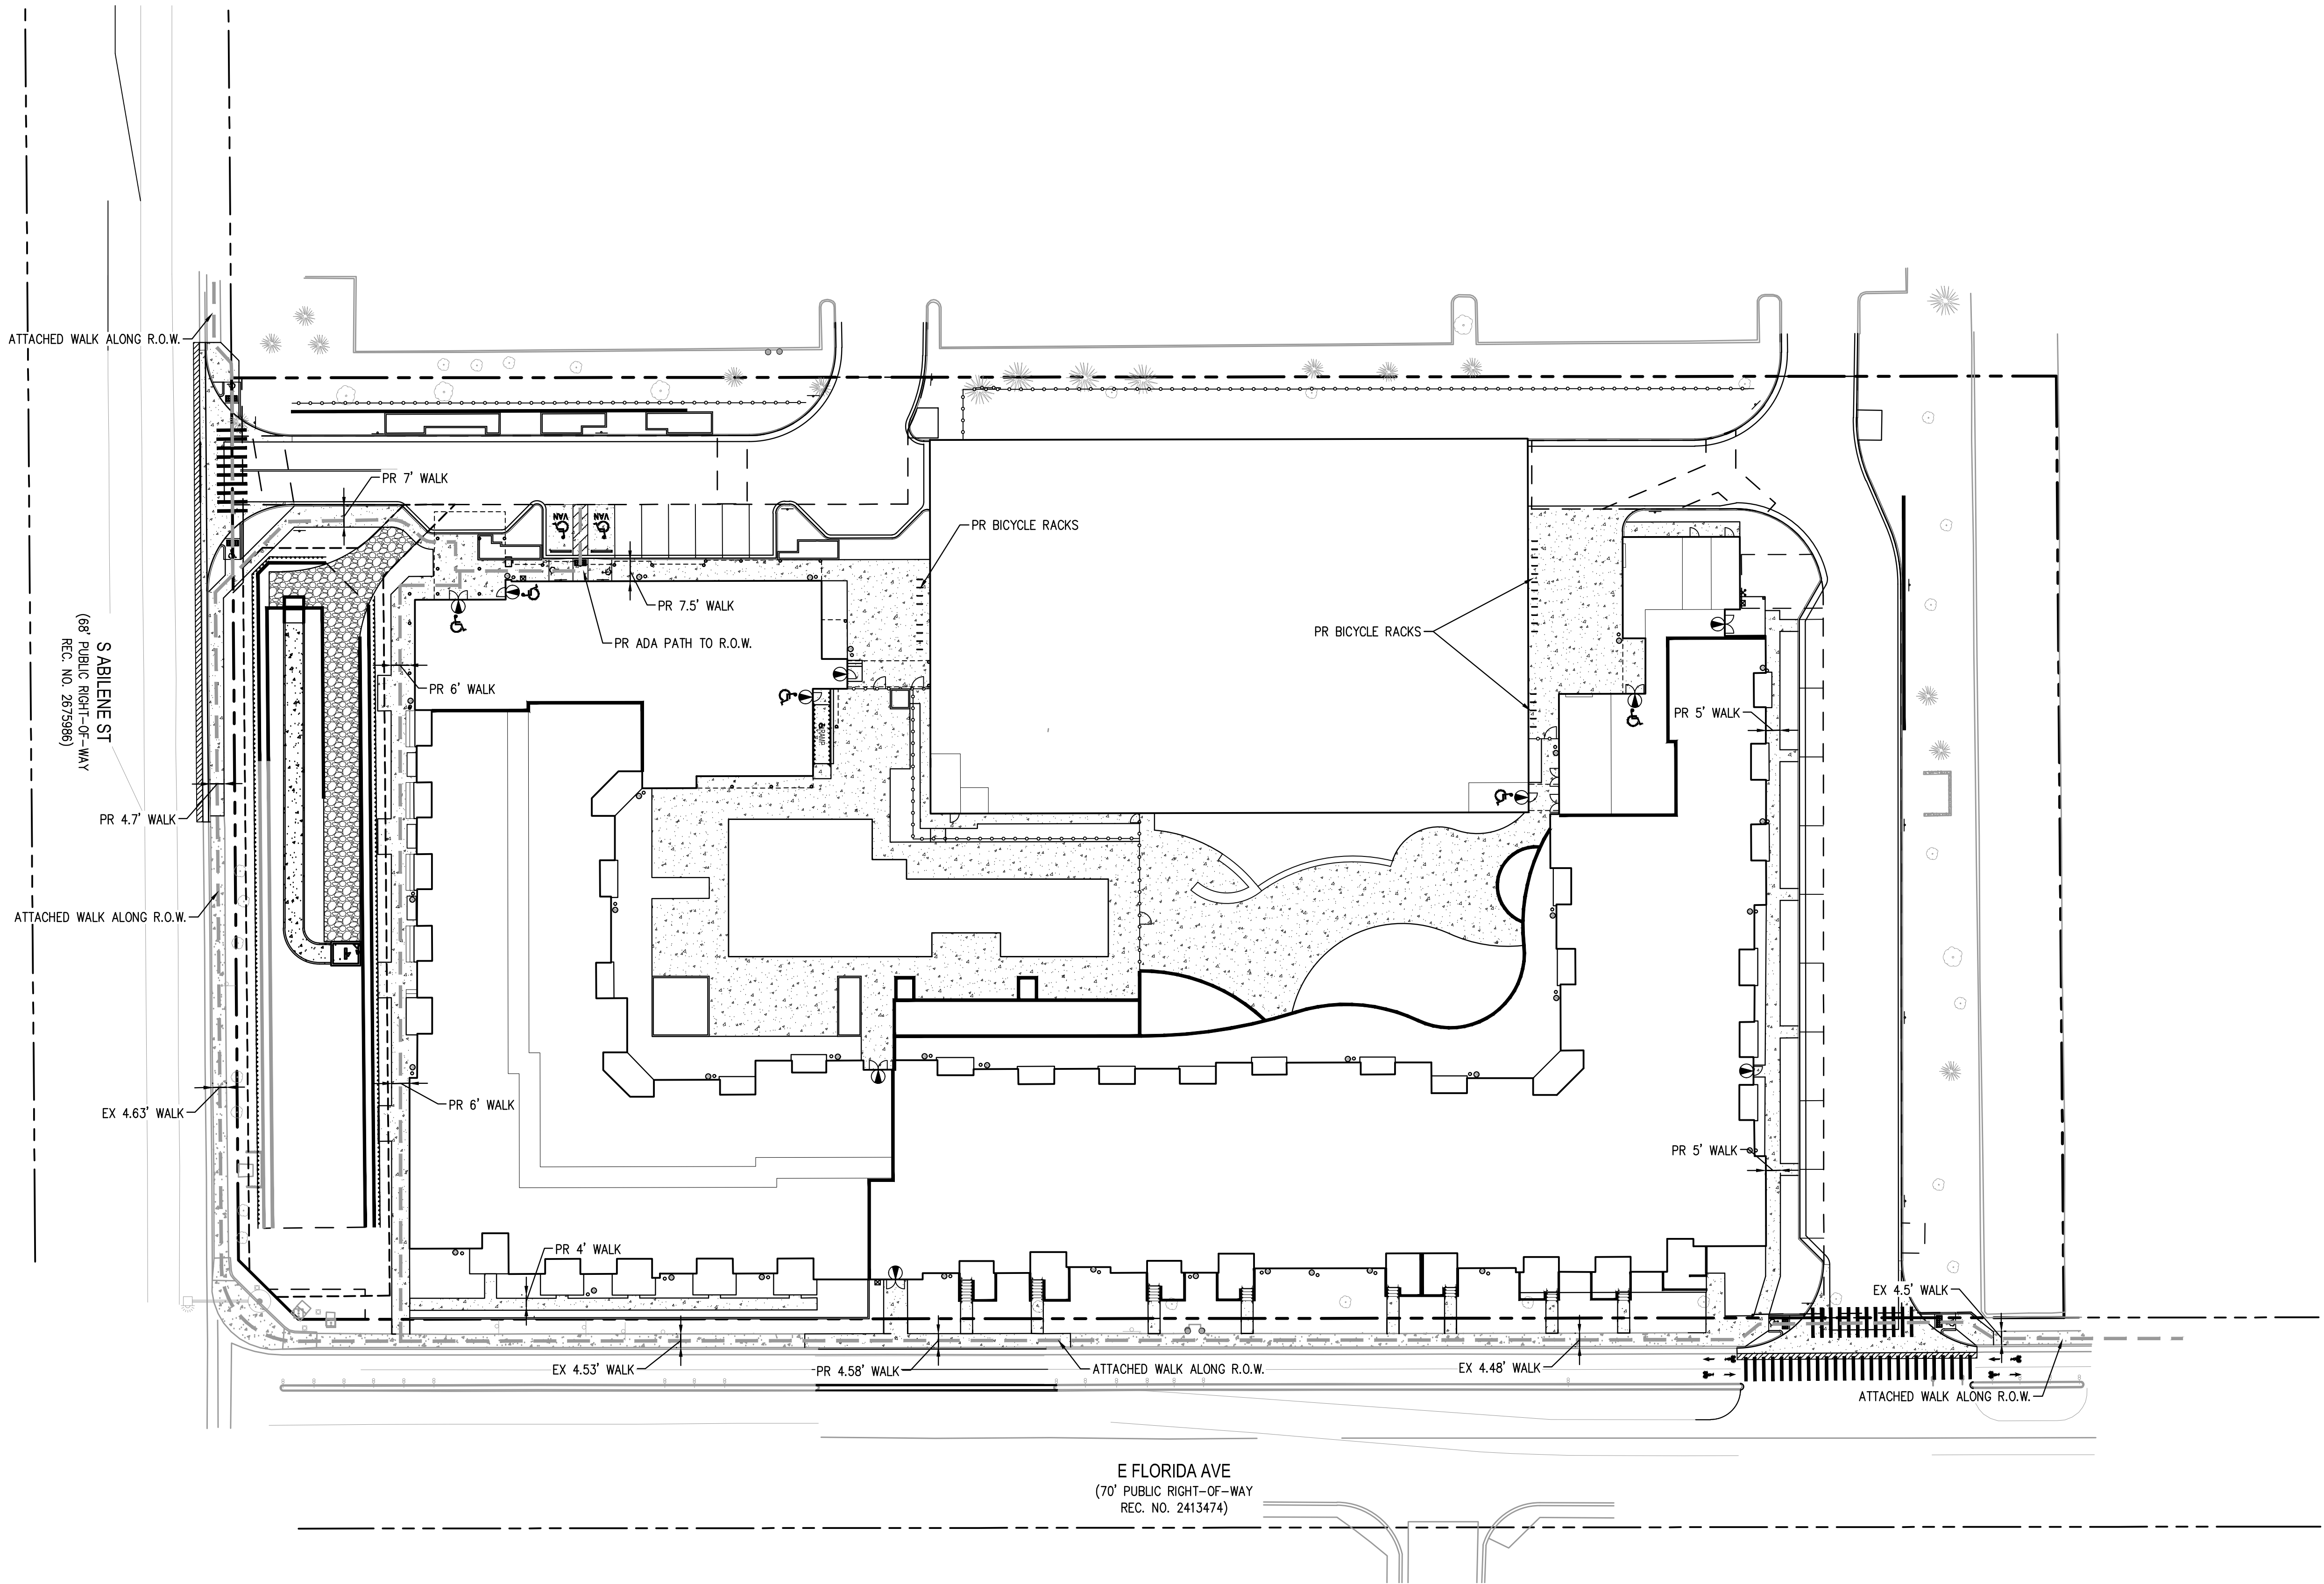 ATTACHED WALK ALONG R.O.W.
PR 7' WALK
VAN
VAN
PR BICYCLE RACKS
PR 7.5' WALK
PR ADA PATH TO R.O.W.
PR BICYCLE RACKS
S ABILENE ST
(68' PUBLIC RIGHT-OF-WAY
REC. NO. 2675986)
PR 6' WALK
PR 5' WALK
RAMP
PR 4.7' WALK
ATTACHED WALK ALONG R.O.W.
EX 4.63' WALK
PR 6' WALK
PR 5' WALK
PR 4' WALK
EX 4.5' WALK
EX 4.53' WALK
PR 4.58' WALK
ATTACHED WALK ALONG R.O.W.
EX 4.48' WALK
ATTACHED WALK ALONG R.O.W.
E FLORIDA AVE
(70' PUBLIC RIGHT-OF-WAY
REC. NO. 2413474)